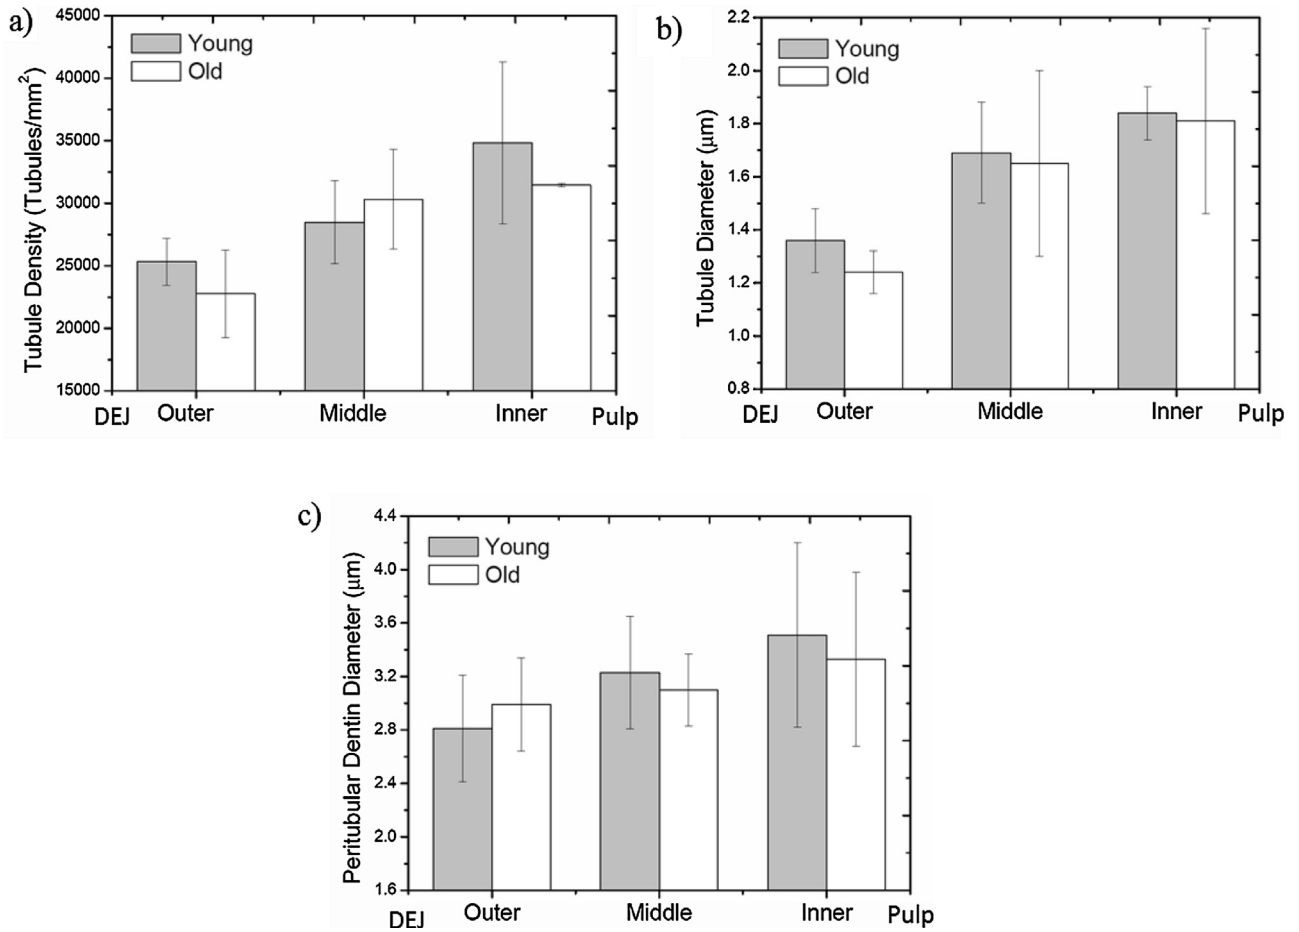 a)
Tubule Density (Tubules/mm²)
45000
40000
35000
30000
25000
20000
15000
Young
Old
DEJ Outer Middle Inner Pulp
b)
Tubule Diameter (μm)
2.2
2.0
1.8
1.6
1.4
1.2
1.0
0.8
Young
Old
DEJ Outer Middle Inner Pulp
c)
Peritubular Dentin Diameter (μm)
4.4
4.0
3.6
3.2
2.8
2.4
2.0
1.6
Young
Old
DEJ Outer Middle Inner Pulp